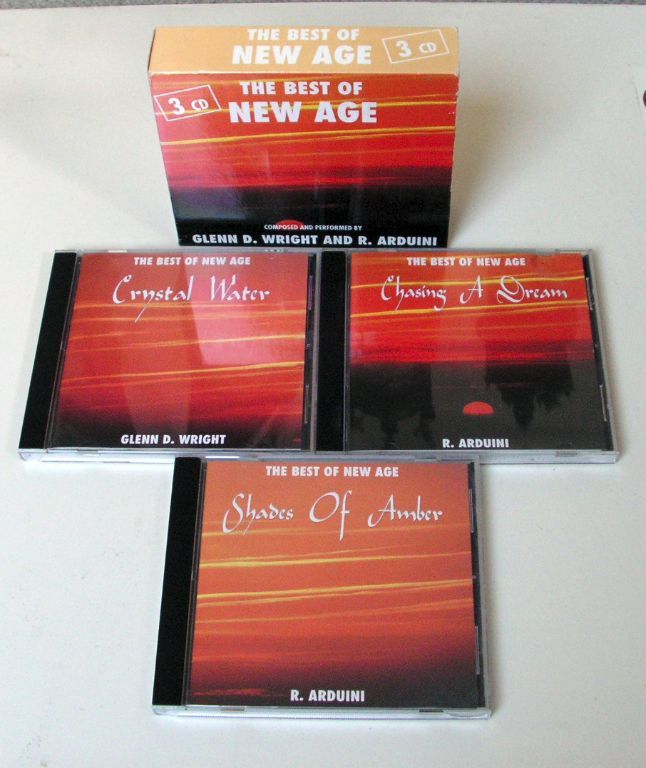 THE BEST OF
NEW AGE
3 CD
THE BEST OF
NEW AGE
3 CD
COMPOSED AND PERFORMED BY
GLENN D. WRIGHT AND R. ARDUINI
THE BEST OF NEW AGE
Crystal Water
GLENN D. WRIGHT
THE BEST OF NEW AGE
Chasing A Dream
R. ARDUINI
THE BEST OF NEW AGE
Shades Of Amber
R. ARDUINI